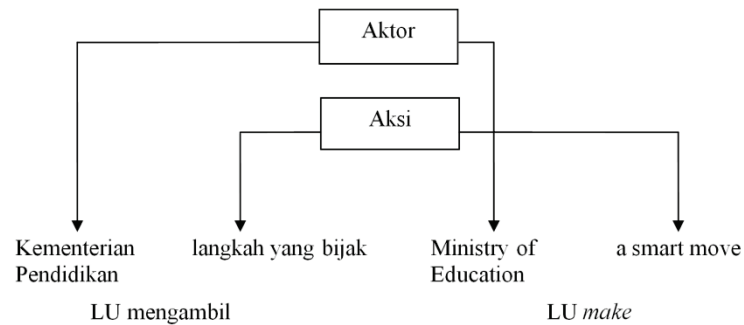 Aktor
Aksi
Kementerian Pendidikan
langkah yang bijak
Ministry of Education
a smart move
LU mengambil
LU make